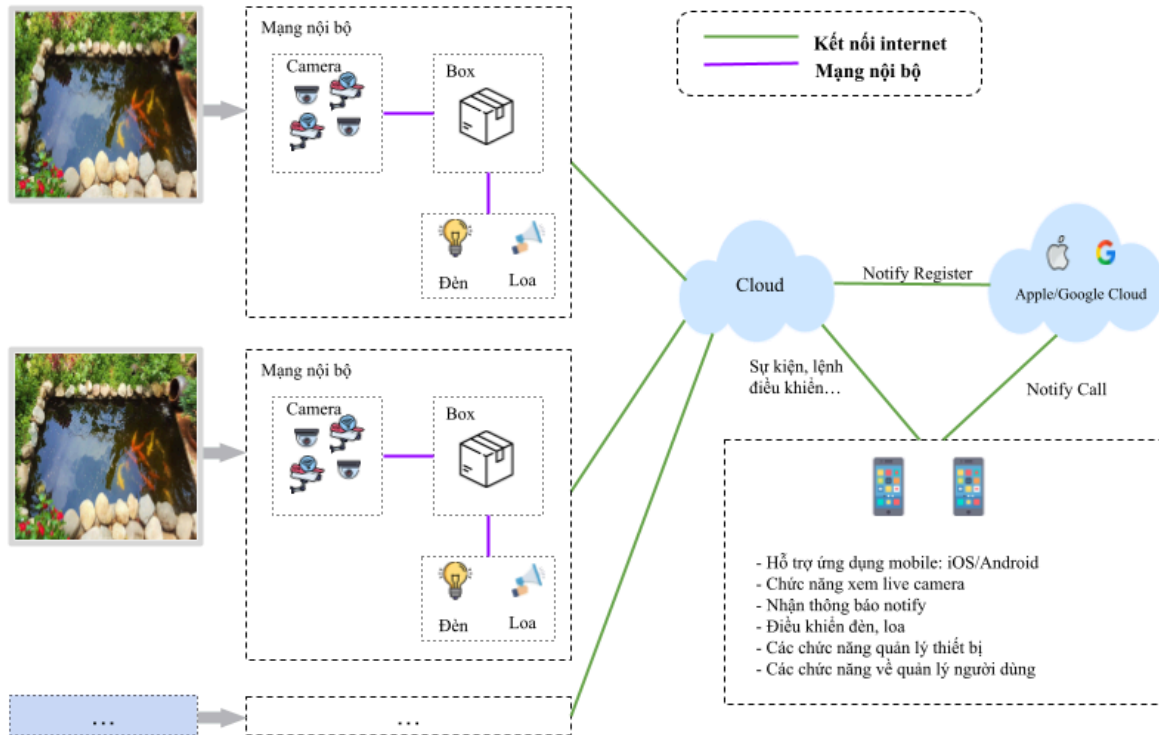 Mạng nội bộ
Camera
Box
Đèn
Loa
Kết nối internet
Mạng nội bộ
Cloud
Notify Register
Apple/Google Cloud
Sự kiện, lệnh
điều khiển…
Notify Call
Mạng nội bộ
Camera
Box
Đèn
Loa
- Hỗ trợ ứng dụng mobile: iOS/Android
- Chức năng xem live camera
- Nhận thông báo notify
- Điều khiển đèn, loa
- Các chức năng quản lý thiết bị
- Các chức năng về quản lý người dùng
...
...